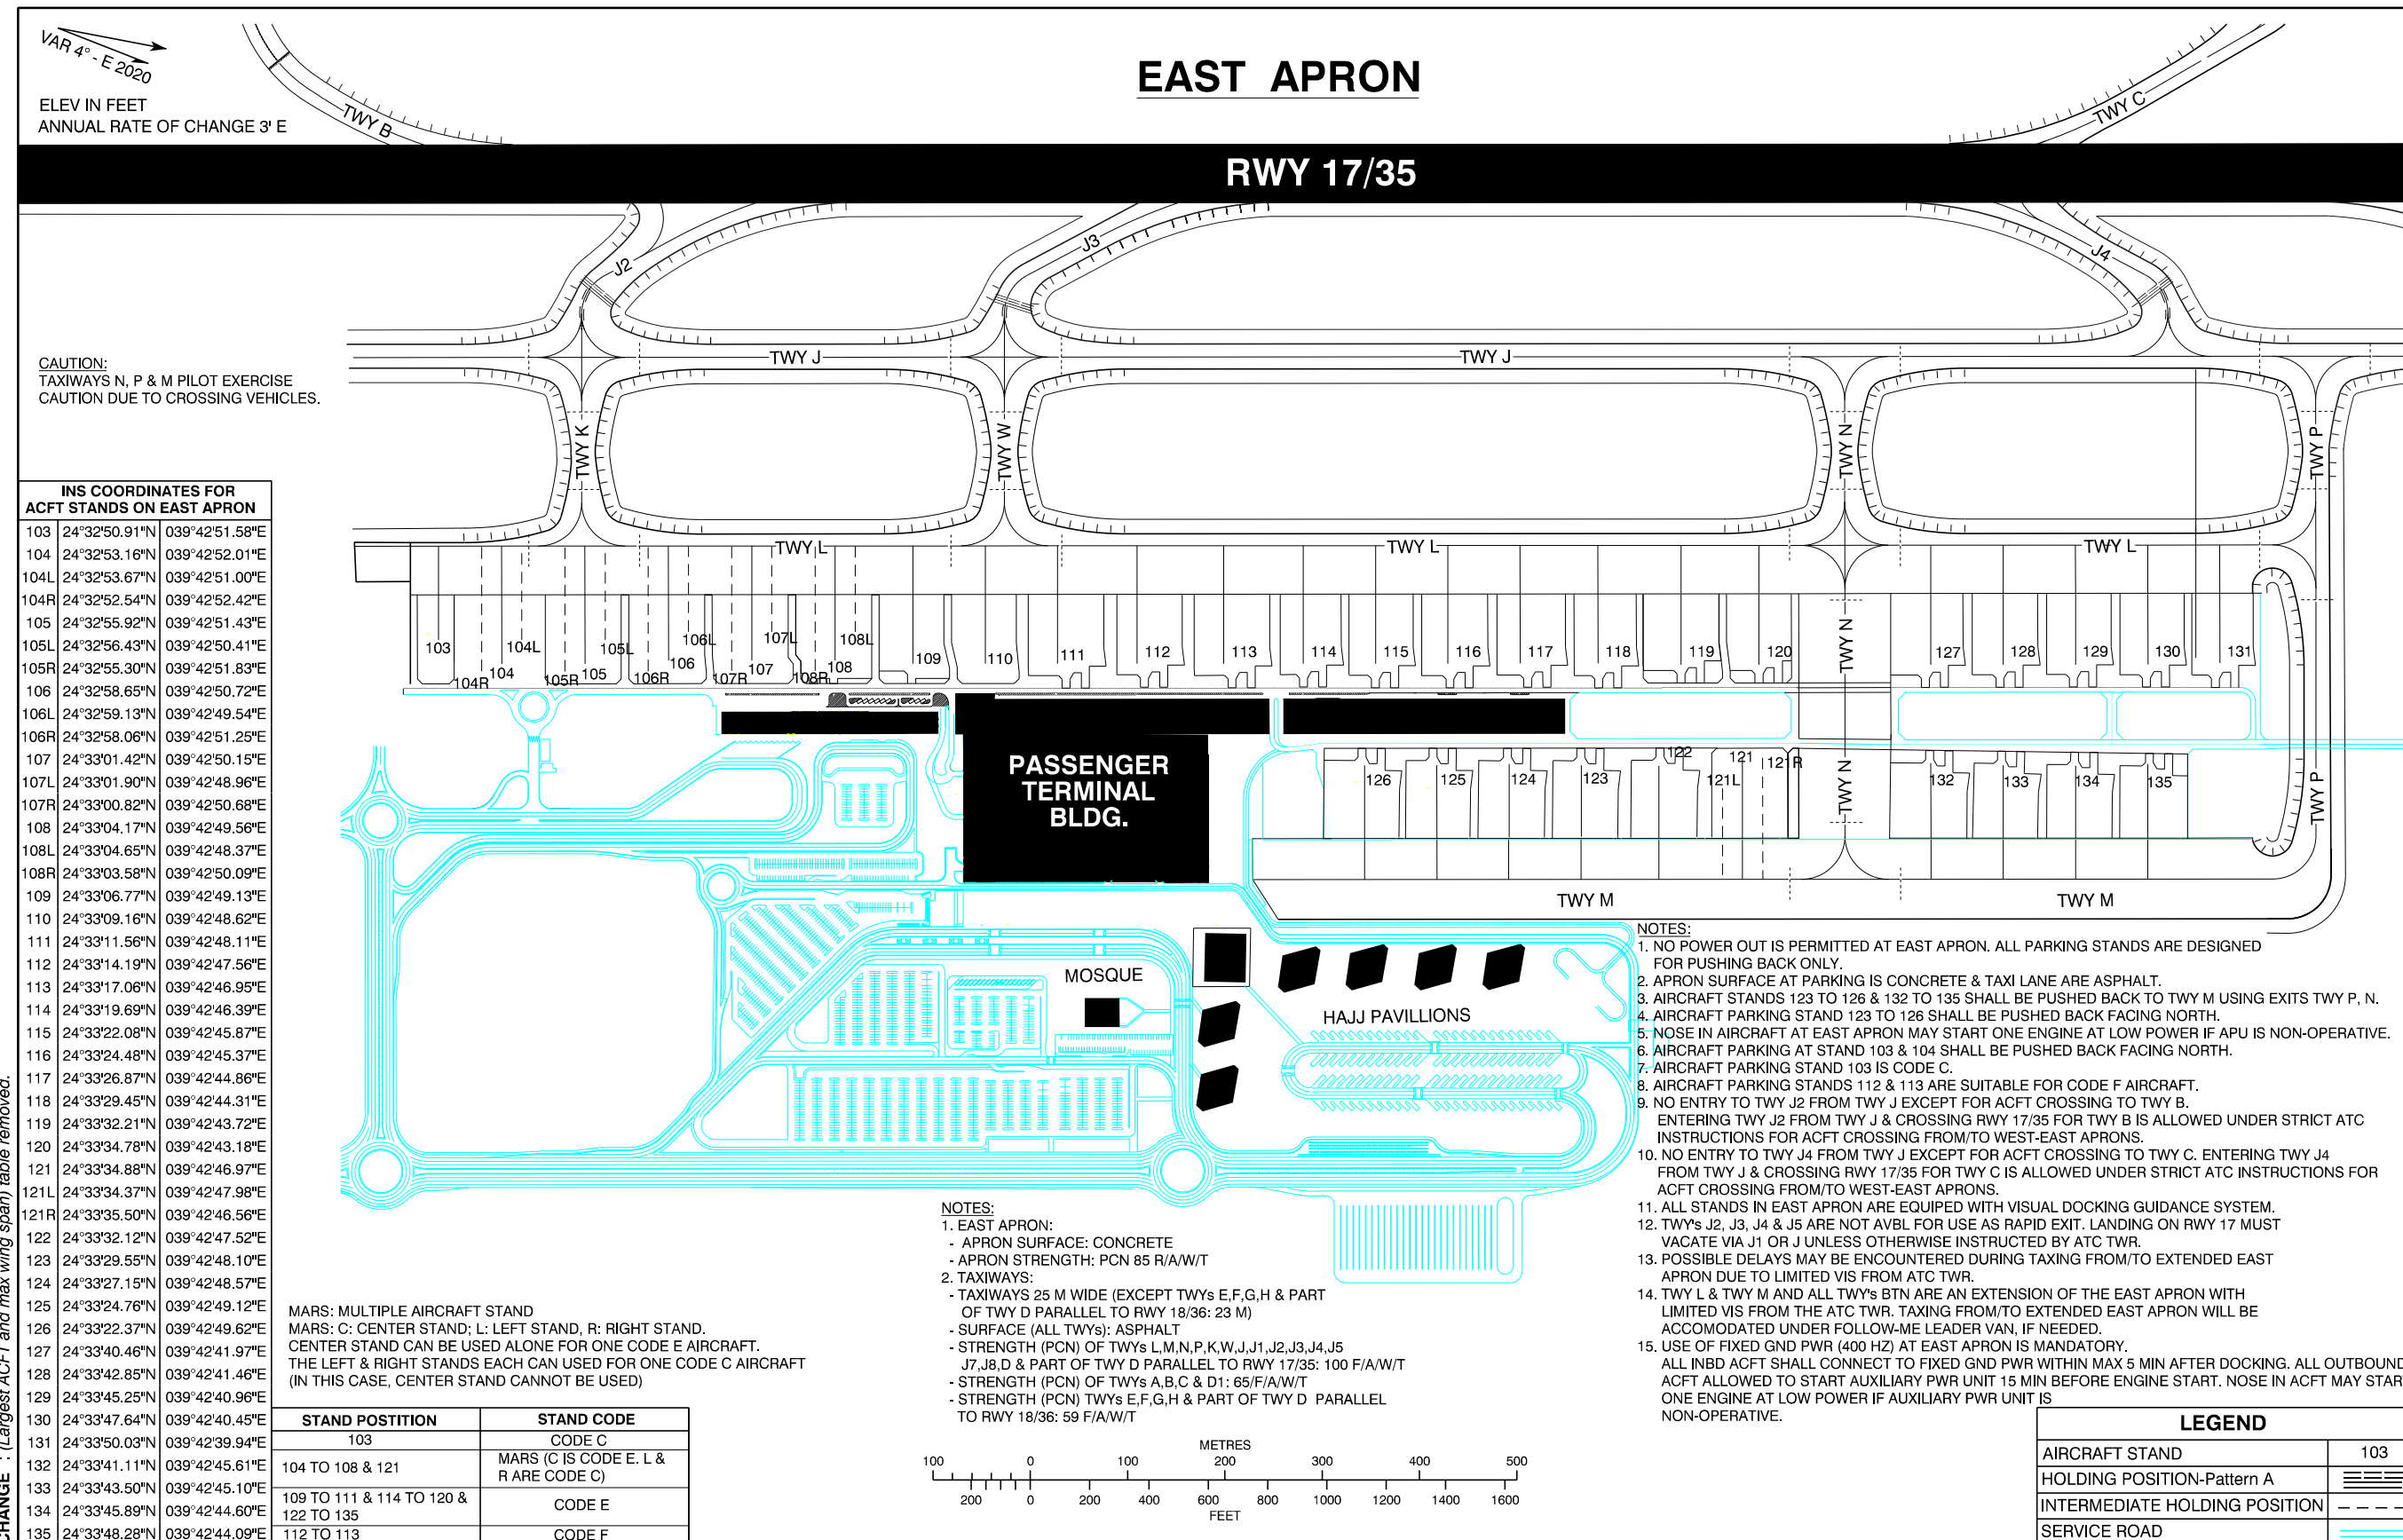 VAR 4° - E 2020
ELEV IN FEET
ANNUAL RATE OF CHANGE 3' E
EAST APRON
TWY B
TWY C
RWY 17/35
J2
J3
J4
CAUTION:
TAXIWAYS N, P & M PILOT EXERCISE
CAUTION DUE TO CROSSING VEHICLES.
TWY J
TWY J
TWY K
TWY W
TWY N
TWY P
TWY L
TWY L
TWY L
103
104R
104
104L
105R
105
105L
106R
106
106L
107R
107
107L
108R
108
108L
109
110
111
112
113
114
115
116
117
118
119
120
TWY N
127
128
129
130
131
PASSENGER
TERMINAL
BLDG.
126
125
124
123
122
121L
121
121R
TWY N
132
133
134
135
TWY P
TWY M
TWY M
MOSQUE
HAJJ PAVILLIONS
INS COORDINATES FOR
ACFT STANDS ON EAST APRON
103 24°32'50.91"N 039°42'51.58"E
104 24°32'53.16"N 039°42'52.01"E
104L 24°32'53.67"N 039°42'51.00"E
104R 24°32'52.54"N 039°42'52.42"E
105 24°32'55.92"N 039°42'51.43"E
105L 24°32'56.43"N 039°42'50.41"E
105R 24°32'55.30"N 039°42'51.83"E
106 24°32'58.65"N 039°42'50.72"E
106L 24°32'59.13"N 039°42'49.54"E
106R 24°32'58.06"N 039°42'51.25"E
107 24°33'01.42"N 039°42'50.15"E
107L 24°33'01.90"N 039°42'48.96"E
107R 24°33'00.82"N 039°42'50.68"E
108 24°33'04.17"N 039°42'49.56"E
108L 24°33'04.65"N 039°42'48.37"E
108R 24°33'03.58"N 039°42'50.09"E
109 24°33'06.77"N 039°42'49.13"E
110 24°33'09.16"N 039°42'48.62"E
111 24°33'11.56"N 039°42'48.11"E
112 24°33'14.19"N 039°42'47.56"E
113 24°33'17.06"N 039°42'46.95"E
114 24°33'19.69"N 039°42'46.39"E
115 24°33'22.08"N 039°42'45.87"E
116 24°33'24.48"N 039°42'45.37"E
117 24°33'26.87"N 039°42'44.86"E
118 24°33'29.45"N 039°42'44.31"E
119 24°33'32.21"N 039°42'43.72"E
120 24°33'34.78"N 039°42'43.18"E
121 24°33'34.88"N 039°42'46.97"E
121L 24°33'34.37"N 039°42'47.98"E
121R 24°33'35.50"N 039°42'46.56"E
122 24°33'32.12"N 039°42'47.52"E
123 24°33'29.55"N 039°42'48.10"E
124 24°33'27.15"N 039°42'48.57"E
125 24°33'24.76"N 039°42'49.12"E
126 24°33'22.37"N 039°42'49.62"E
127 24°33'40.46"N 039°42'41.97"E
128 24°33'42.85"N 039°42'41.46"E
129 24°33'45.25"N 039°42'40.96"E
130 24°33'47.64"N 039°42'40.45"E
131 24°33'50.03"N 039°42'39.94"E
132 24°33'41.11"N 039°42'45.61"E
133 24°33'43.50"N 039°42'45.10"E
134 24°33'45.89"N 039°42'44.60"E
135 24°33'48.28"N 039°42'44.09"E
CHANGE : (Largest ACFT and max wing span) table removed.
MARS: MULTIPLE AIRCRAFT STAND
MARS: C: CENTER STAND; L: LEFT STAND, R: RIGHT STAND.
CENTER STAND CAN BE USED ALONE FOR ONE CODE E AIRCRAFT.
THE LEFT & RIGHT STANDS EACH CAN USED FOR ONE CODE C AIRCRAFT
(IN THIS CASE, CENTER STAND CANNOT BE USED)
STAND POSTITION STAND CODE
103 CODE C
104 TO 108 & 121 MARS (C IS CODE E. L &
R ARE CODE C)
109 TO 111 & 114 TO 120 &
122 TO 135 CODE E
112 TO 113 CODE F
NOTES:
1. EAST APRON:
- APRON SURFACE: CONCRETE
- APRON STRENGTH: PCN 85 R/A/W/T
2. TAXIWAYS:
- TAXIWAYS 25 M WIDE (EXCEPT TWYs E,F,G,H & PART
OF TWY D PARALLEL TO RWY 18/36: 23 M)
- SURFACE (ALL TWYs): ASPHALT
- STRENGTH (PCN) OF TWYs L,M,N,P,K,W,J,J1,J2,J3,J4,J5
J7,J8,D & PART OF TWY D PARALLEL TO RWY 17/35: 100 F/A/W/T
- STRENGTH (PCN) OF TWYs A,B,C & D1: 65/F/A/W/T
- STRENGTH (PCN) TWYs E,F,G,H & PART OF TWY D PARALLEL
TO RWY 18/36: 59 F/A/W/T
METRES
100 0 100 200 300 400 500
200 0 200 400 600 800 1000 1200 1400 1600
FEET
NOTES:
1. NO POWER OUT IS PERMITTED AT EAST APRON. ALL PARKING STANDS ARE DESIGNED
FOR PUSHING BACK ONLY.
2. APRON SURFACE AT PARKING IS CONCRETE & TAXI LANE ARE ASPHALT.
3. AIRCRAFT STANDS 123 TO 126 & 132 TO 135 SHALL BE PUSHED BACK TO TWY M USING EXITS TWY P, N.
4. AIRCRAFT PARKING STAND 123 TO 126 SHALL BE PUSHED BACK FACING NORTH.
5. NOSE IN AIRCRAFT AT EAST APRON MAY START ONE ENGINE AT LOW POWER IF APU IS NON-OPERATIVE.
6. AIRCRAFT PARKING AT STAND 103 & 104 SHALL BE PUSHED BACK FACING NORTH.
7. AIRCRAFT PARKING STAND 103 IS CODE C.
8. AIRCRAFT PARKING STANDS 112 & 113 ARE SUITABLE FOR CODE F AIRCRAFT.
9. NO ENTRY TO TWY J2 FROM TWY J EXCEPT FOR ACFT CROSSING TO TWY B.
ENTERING TWY J2 FROM TWY J & CROSSING RWY 17/35 FOR TWY B IS ALLOWED UNDER STRICT ATC
INSTRUCTIONS FOR ACFT CROSSING FROM/TO WEST-EAST APRONS.
10. NO ENTRY TO TWY J4 FROM TWY J EXCEPT FOR ACFT CROSSING TO TWY C. ENTERING TWY J4
FROM TWY J & CROSSING RWY 17/35 FOR TWY C IS ALLOWED UNDER STRICT ATC INSTRUCTIONS FOR
ACFT CROSSING FROM/TO WEST-EAST APRONS.
11. ALL STANDS IN EAST APRON ARE EQUIPED WITH VISUAL DOCKING GUIDANCE SYSTEM.
12. TWY's J2, J3, J4 & J5 ARE NOT AVBL FOR USE AS RAPID EXIT. LANDING ON RWY 17 MUST
VACATE VIA J1 OR J UNLESS OTHERWISE INSTRUCTED BY ATC TWR.
13. POSSIBLE DELAYS MAY BE ENCOUNTERED DURING TAXING FROM/TO EXTENDED EAST
APRON DUE TO LIMITED VIS FROM ATC TWR.
14. TWY L & TWY M AND ALL TWY's BTN ARE AN EXTENSION OF THE EAST APRON WITH
LIMITED VIS FROM THE ATC TWR. TAXING FROM/TO EXTENDED EAST APRON WILL BE
ACCOMODATED UNDER FOLLOW-ME LEADER VAN, IF NEEDED.
15. USE OF FIXED GND PWR (400 HZ) AT EAST APRON IS MANDATORY.
ALL INBD ACFT SHALL CONNECT TO FIXED GND PWR WITHIN MAX 5 MIN AFTER DOCKING. ALL OUTBOUND
ACFT ALLOWED TO START AUXILIARY PWR UNIT 15 MIN BEFORE ENGINE START. NOSE IN ACFT MAY START
ONE ENGINE AT LOW POWER IF AUXILIARY PWR UNIT IS
NON-OPERATIVE.
LEGEND
AIRCRAFT STAND 103
HOLDING POSITION-Pattern A
INTERMEDIATE HOLDING POSITION
SERVICE ROAD